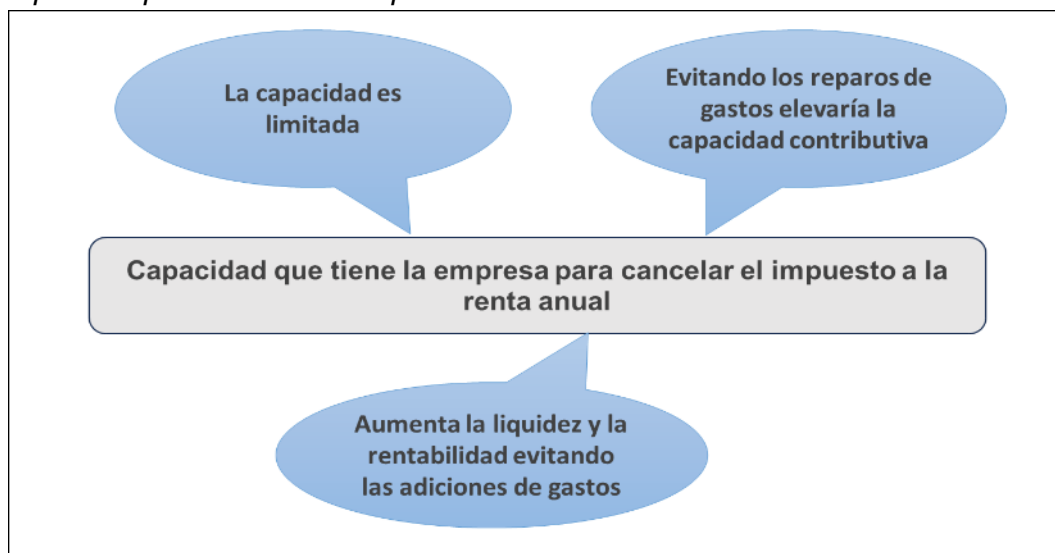 La capacidad es
limitada
Evitando los reparos de
gastos elevaría la
capacidad contributiva
Capacidad que tiene la empresa para cancelar el impuesto a la
renta anual
Aumenta la liquidez y la
rentabilidad evitando
las adiciones de gastos